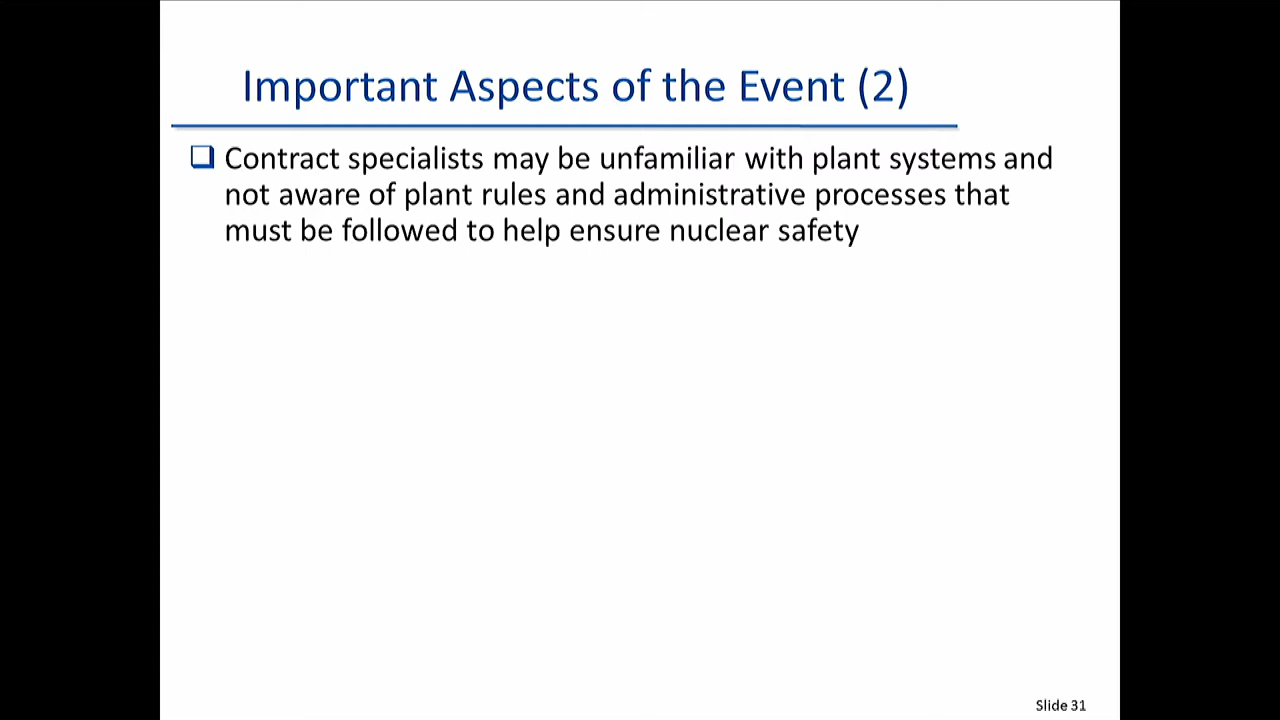 Important Aspects of the Event (2)
Contract specialists may be unfamiliar with plant systems and
not aware of plant rules and administrative processes that
must be followed to help ensure nuclear safety
Slide 31